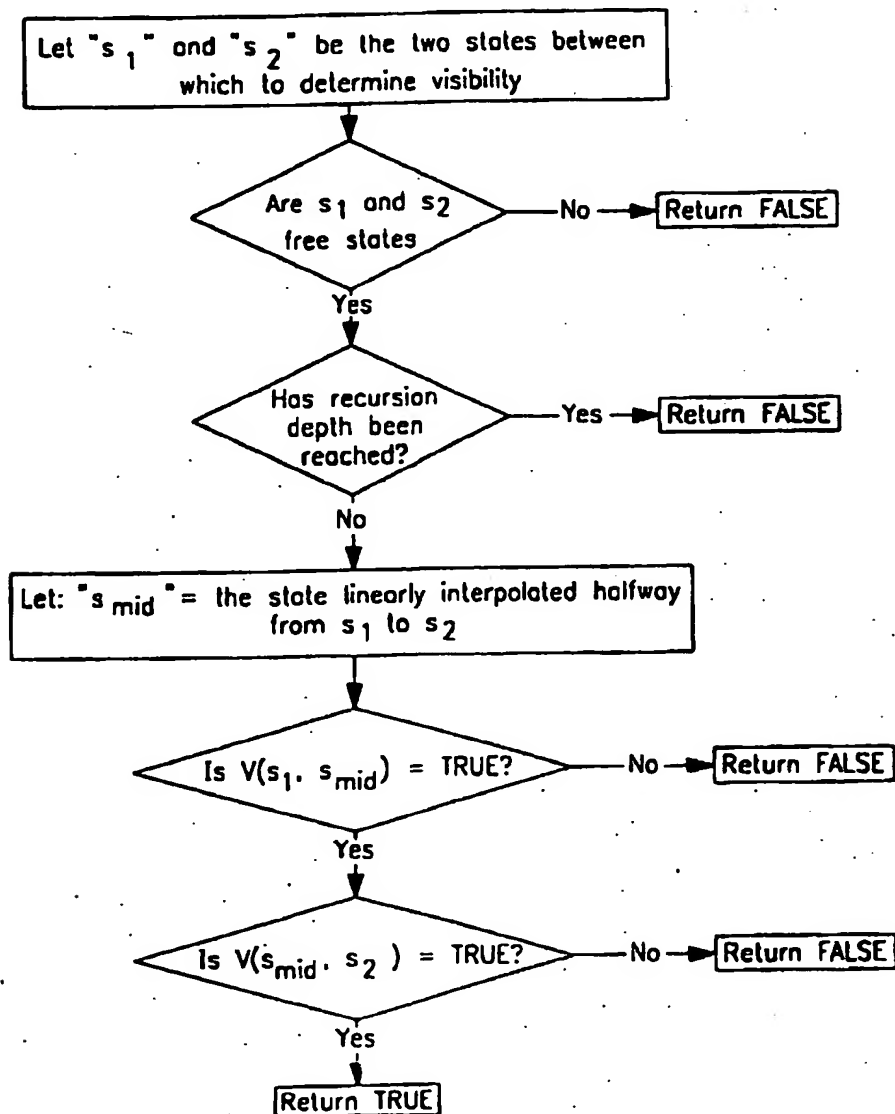 Let "s 1" and "s 2" be the two states between
which to determine visibility
Are s1 and s2
free states
No
Return FALSE
Yes
Has recursion
depth been
reached?
Yes
Return FALSE
No
Let: "s mid" = the state linearly interpolated halfway
from s1 to s2
Is V(s1, smid) = TRUE?
No
Return FALSE
Yes
Is V(smid, s2 ) = TRUE?
No
Return FALSE
Yes
Return TRUE